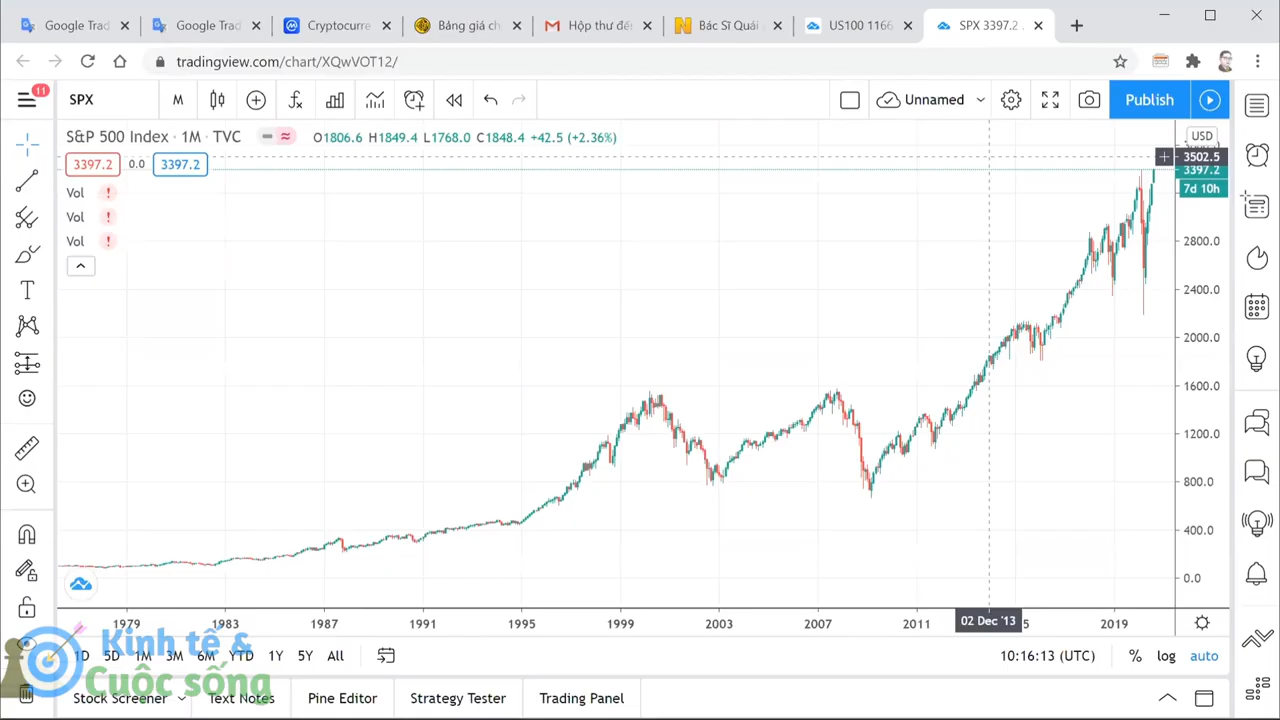 Google Trad
Google Trad
Cryptocurre
Bảng giá ch
Hộp thư đế
Bác Sĩ Quái
US100 1166
SPX 3397.2
tradingview.com/chart/XQwVOT12/
11
SPX
M
Unnamed
Publish
S&P 500 Index · 1M · TVC
O1806.6 H1849.4 L1768.0 C1848.4 +42.5 (+2.36%)
USD
3397.2 0.0 3397.2
3502.5
3397.2
7d 10h
Vol !
Vol !
Vol !
2800.0
2400.0
2000.0
1600.0
1200.0
800.0
400.0
0.0
1979 1983 1987 1991 1995 1999 2003 2007 2011 02 Dec '13 5 2019
Kinh tế &
Cuộc sống
1D 5D 1M 3M 6M YTD 1Y 5Y All
10:16:13 (UTC) % log auto
Stock Screener Text Notes Pine Editor Strategy Tester Trading Panel